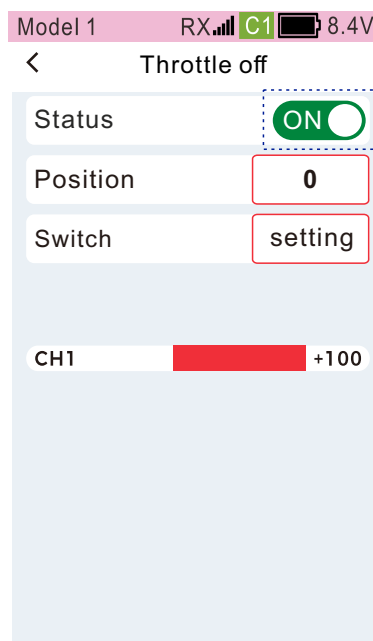 Model 1 RX C1 8.4V
Throttle off
Status ON
Position 0
Switch setting
CH1 +100